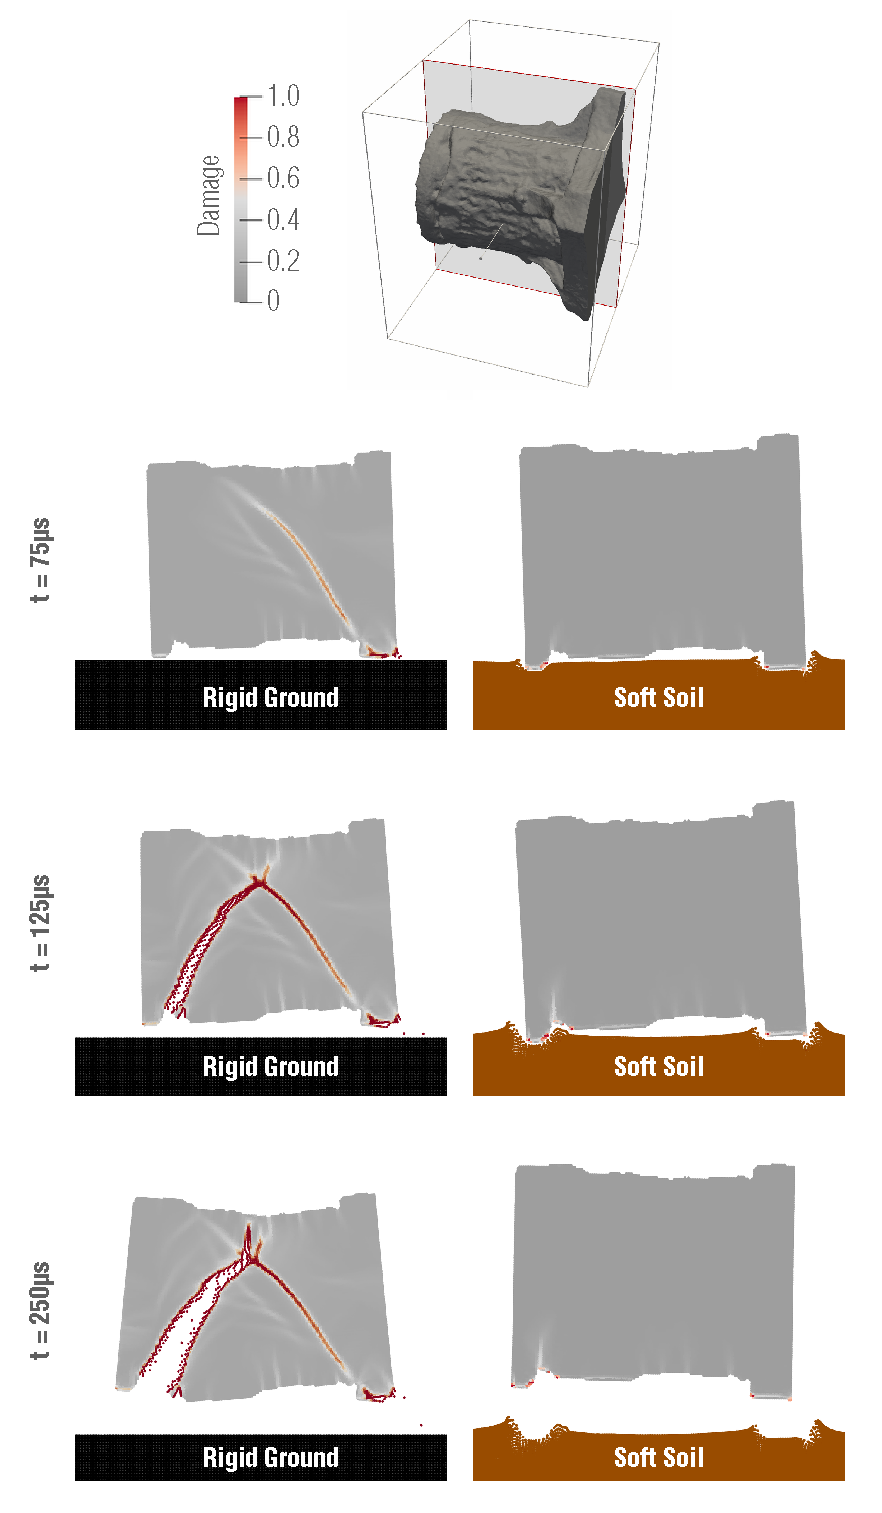 Damage
1.0
0.8
0.6
0.4
0.2
0
t = 75µs
Rigid Ground
Soft Soil
t = 125µs
Rigid Ground
Soft Soil
t = 250µs
Rigid Ground
Soft Soil